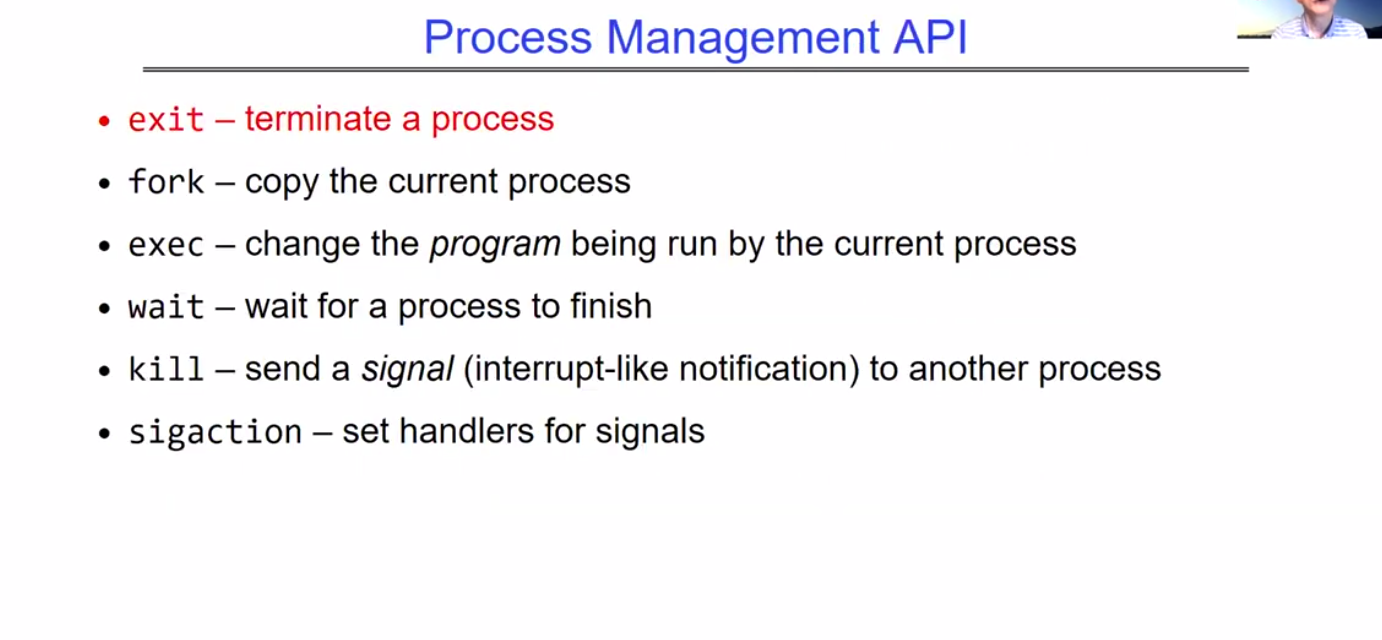 Process Management API
• exit – terminate a process
• fork – copy the current process
• exec – change the program being run by the current process
• wait – wait for a process to finish
• kill – send a signal (interrupt-like notification) to another process
• sigaction – set handlers for signals